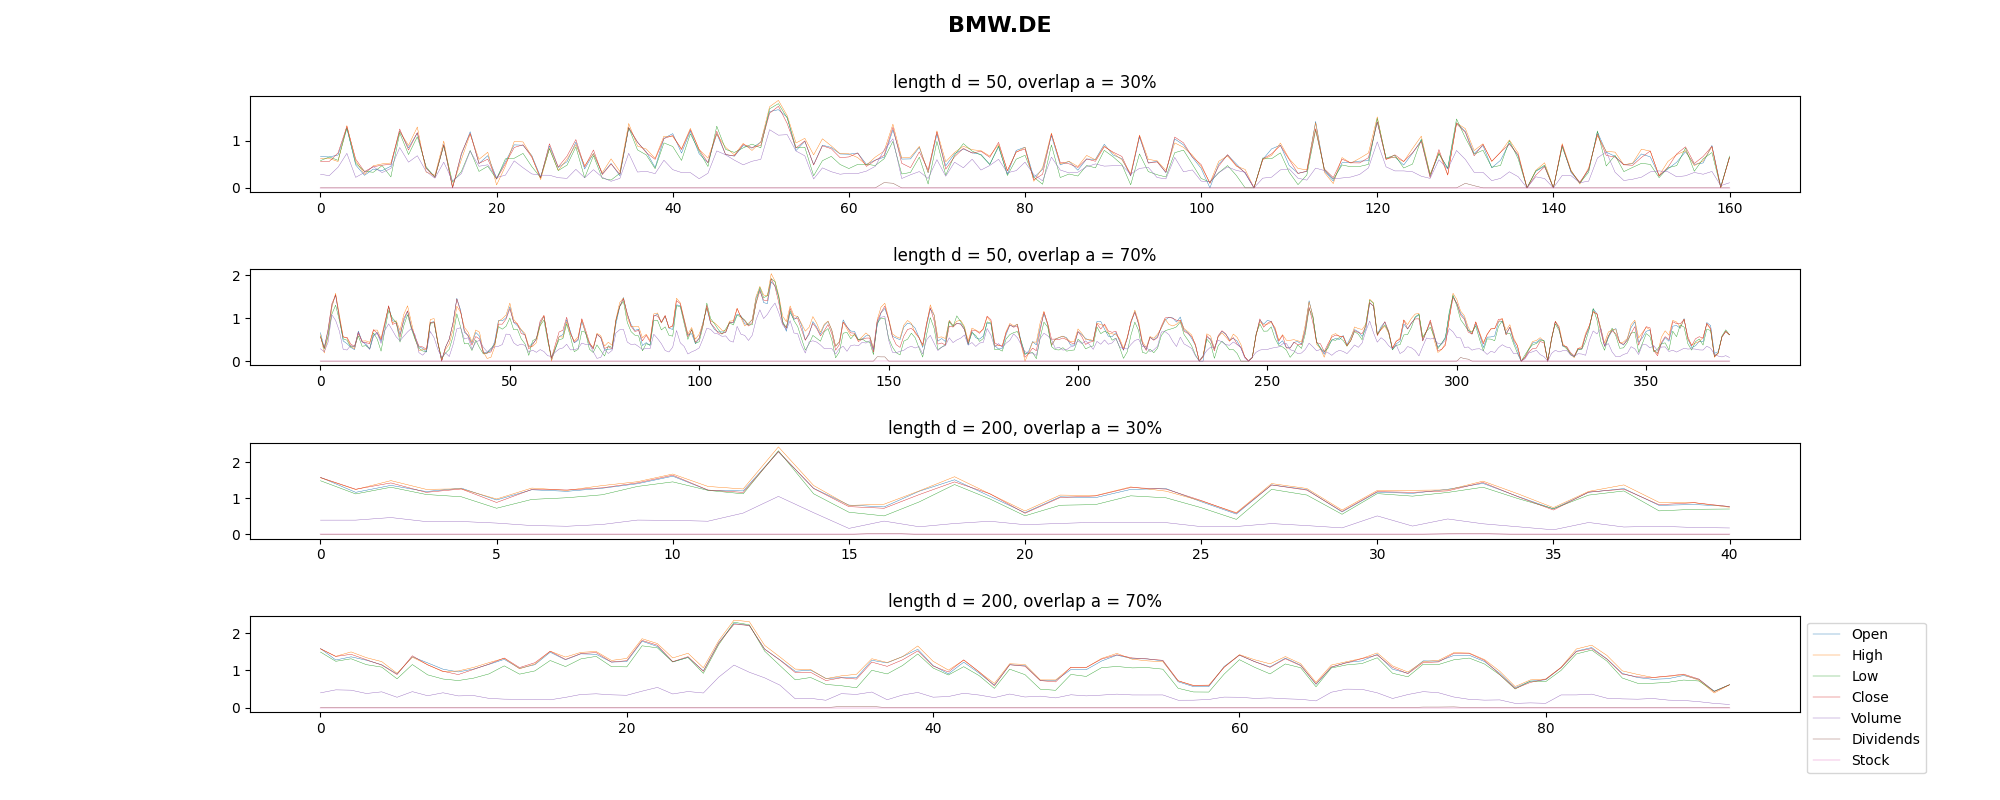 BMW.DE
length d = 50, overlap a = 30%
1
0
0 20 40 60 80 100 120 140 160
length d = 50, overlap a = 70%
2
1
0
0 50 100 150 200 250 300 350
length d = 200, overlap a = 30%
2
1
0
0 5 10 15 20 25 30 35 40
length d = 200, overlap a = 70%
2
1
0
0 20 40 60 80
Open
High
Low
Close
Volume
Dividends
Stock